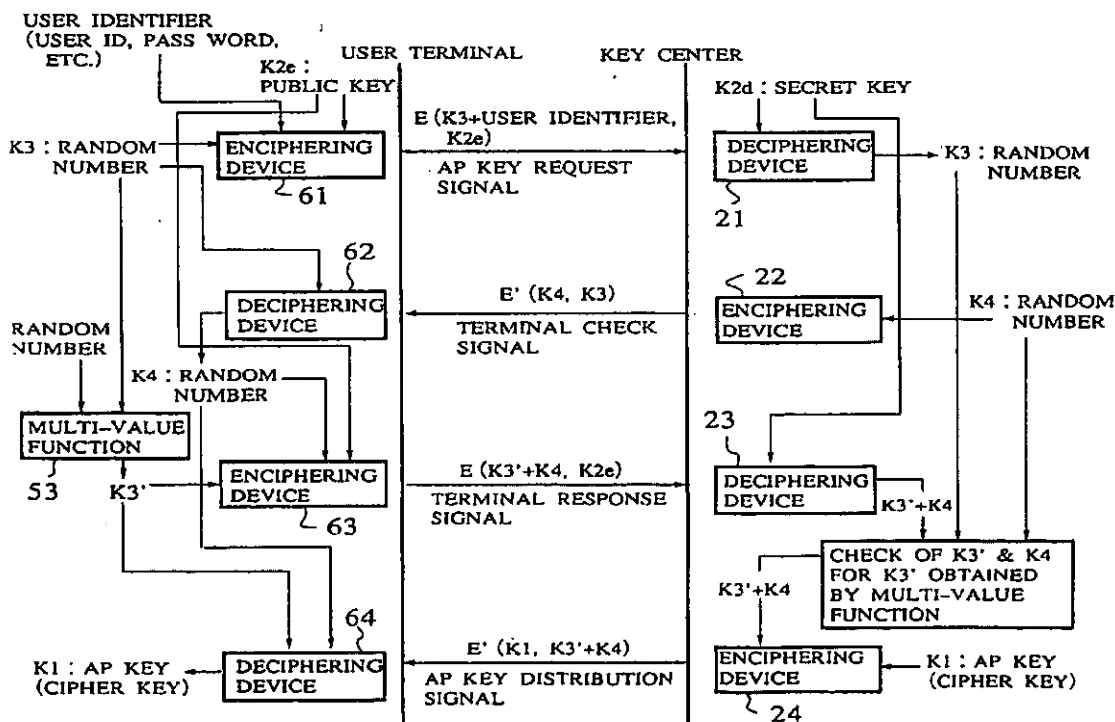 USER IDENTIFIER
(USER ID, PASS WORD,
ETC.)
USER TERMINAL
KEY CENTER
K2e :
PUBLIC KEY
K2d : SECRET KEY
E (K3+USER IDENTIFIER,
K2e)
K3 : RANDOM
NUMBER
ENCIPHERING
DEVICE
61
AP KEY REQUEST
SIGNAL
DECIPHERING
DEVICE
21
K3 : RANDOM
NUMBER
62
DECIPHERING
DEVICE
E' (K4, K3)
TERMINAL CHECK
SIGNAL
22
ENCIPHERING
DEVICE
K4 : RANDOM
NUMBER
RANDOM
NUMBER
K4 : RANDOM
NUMBER
MULTI-VALUE
FUNCTION
53
K3'
ENCIPHERING
DEVICE
63
E (K3'+K4, K2e)
TERMINAL RESPONSE
SIGNAL
23
DECIPHERING
DEVICE
K3'+K4
CHECK OF K3' & K4
FOR K3' OBTAINED
BY MULTI-VALUE
FUNCTION
K3'+K4
64
K1 : AP KEY
(CIPHER KEY)
DECIPHERING
DEVICE
E' (K1, K3'+K4)
AP KEY DISTRIBUTION
SIGNAL
ENCIPHERING
DEVICE
24
K1 : AP KEY
(CIPHER KEY)